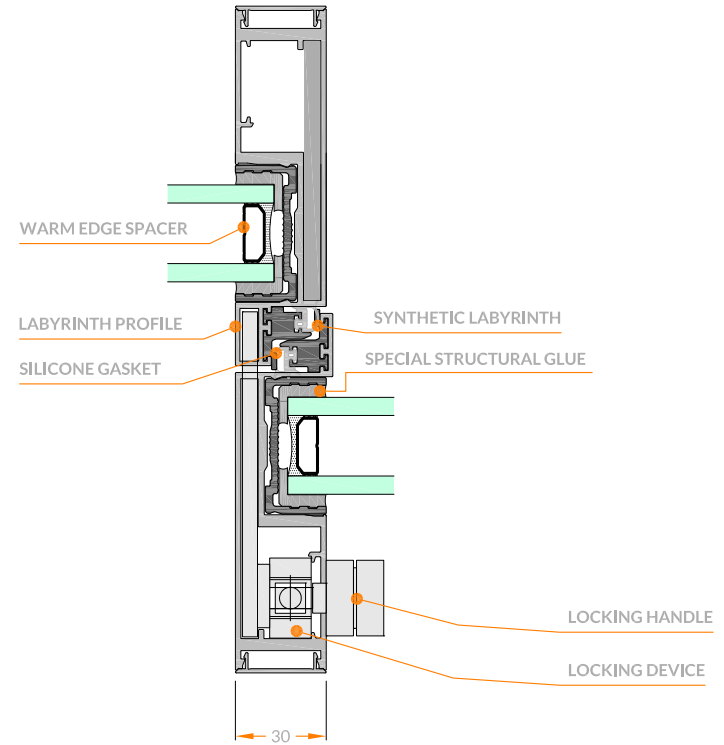 WARM EDGE SPACER
LABYRINTH PROFILE
SYNTHETIC LABYRINTH
SILICONE GASKET
SPECIAL STRUCTURAL GLUE
LOCKING HANDLE
LOCKING DEVICE
30